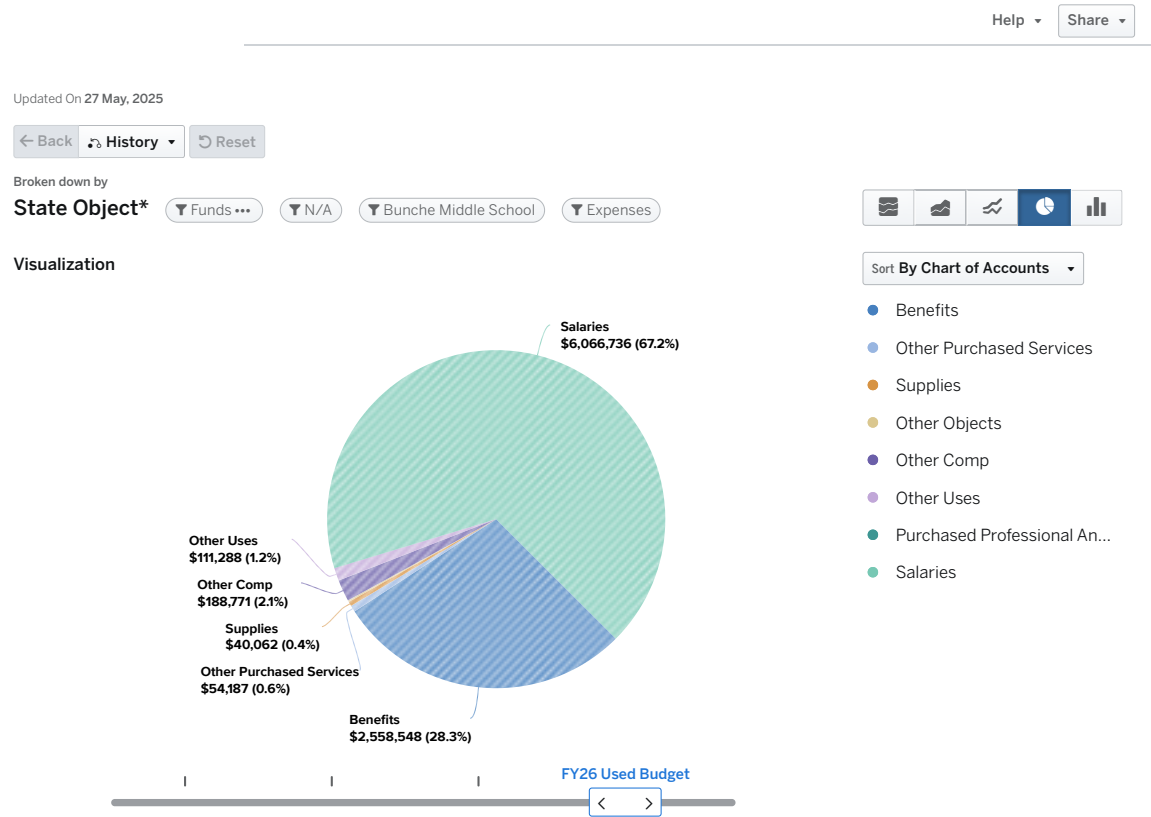 Help
Share
Updated On 27 May, 2025
Back
History
Reset
Broken down by
State Object*
Funds •••
N/A
Bunche Middle School
Expenses
Visualization
Sort By Chart of Accounts
Benefits
Other Purchased Services
Supplies
Other Objects
Other Comp
Other Uses
Purchased Professional An...
Salaries
Salaries
$6,066,736 (67.2%)
Other Uses
$111,288 (1.2%)
Other Comp
$188,771 (2.1%)
Supplies
$40,062 (0.4%)
Other Purchased Services
$54,187 (0.6%)
Benefits
$2,558,548 (28.3%)
FY26 Used Budget